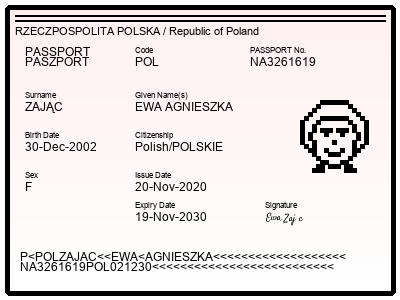 RZECZPOSPOLITA POLSKA / Republic of Poland
PASSPORT Code PASSPORT No.
PASZPORT POL NA3261619
Surname Given Name(s)
ZAJĄC EWA AGNIESZKA
Birth Date Citizenship
30-Dec-2002 Polish/POLSKIE
Sex Issue Date
F 20-Nov-2020
Expiry Date Signature
19-Nov-2030 Ewa Zaj c
P<POLZAJAC<<EWA<AGNIESZKA<<<<<<<<<<<<<<<<<<<
NA3261619POL021230<<<<<<<<<<<<<<<<<<<<<<<<<<